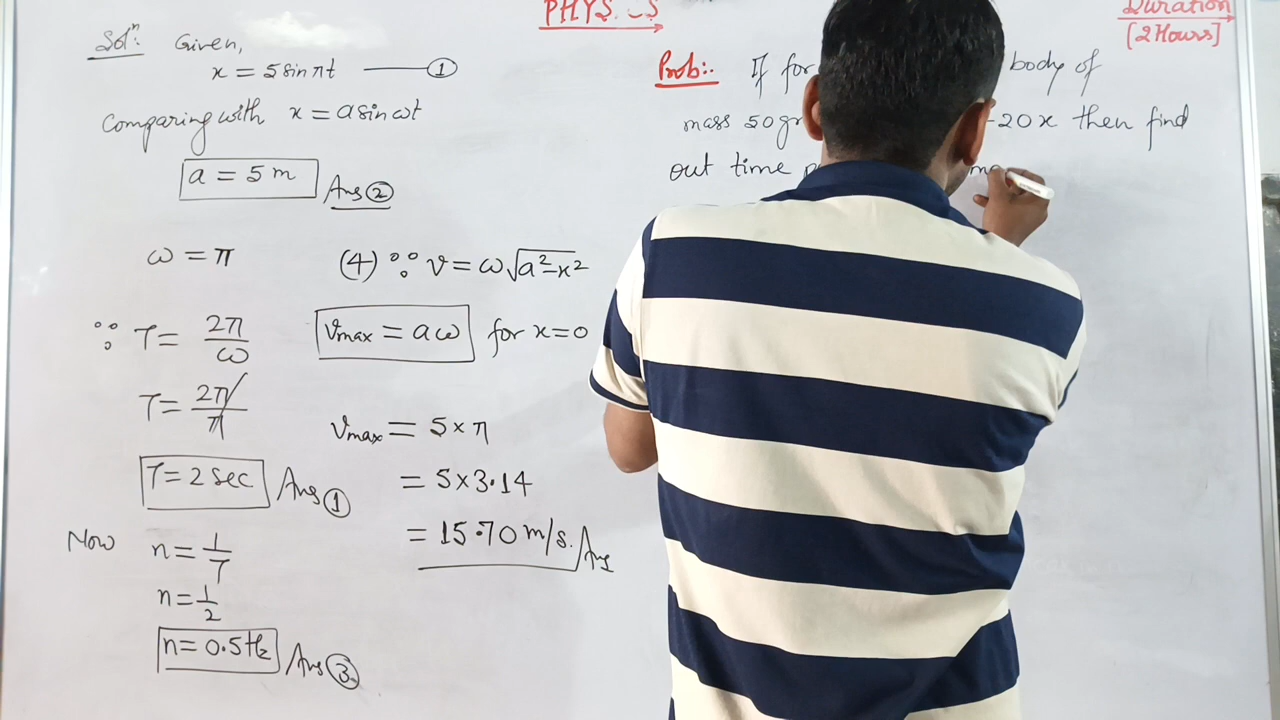 Solⁿ: Given,
x = 5 sin πt ——— ①
Comparing with x = a sin ωt
a = 5 m Ans ②
ω = π
∵ T = 2π/ω
T = 2π/π
T = 2 sec Ans ①
Now n = 1/T
n = 1/2
n = 0.5 Hz Ans ③
(4) ∵ v = ω√a²-x²
vmax = aω for x = 0
vmax = 5 × π
= 5 × 3.14
= 15.70 m/s. Ans
Duration
[2 Hours]
Prob:- If for body of
mass 50 -20x then find
out time